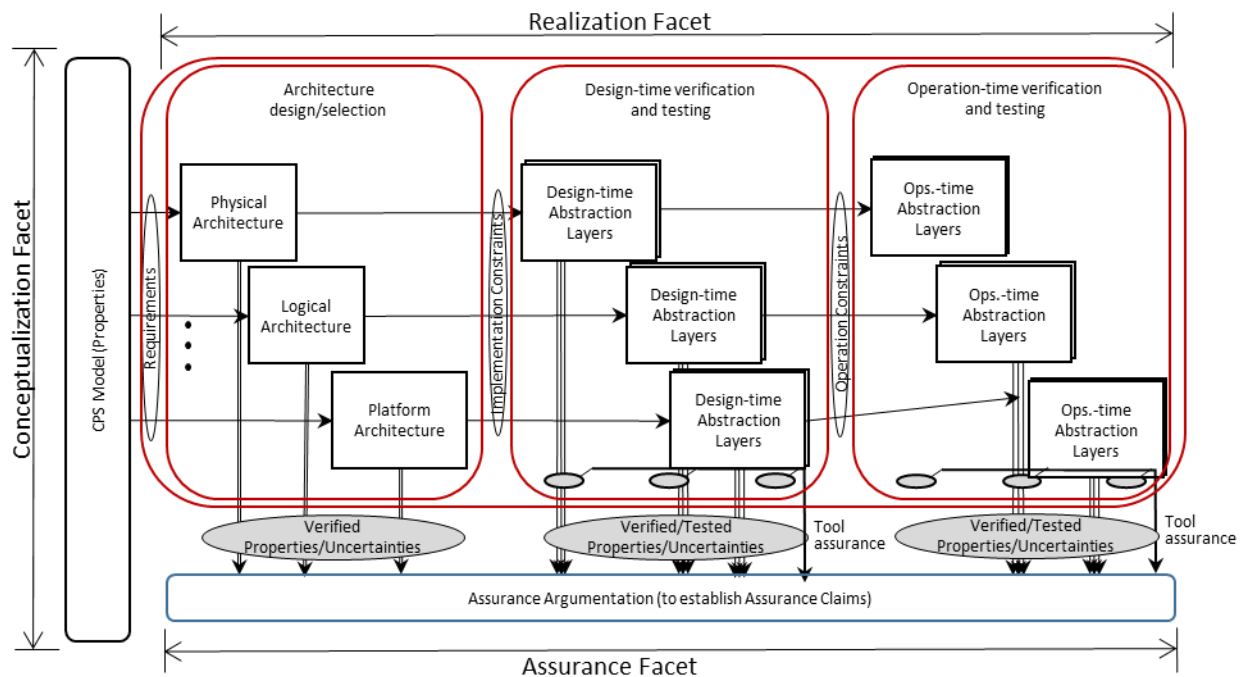 Realization Facet
Conceptualization Facet
CPS Model (Properties)
Requirements
Architecture
design/selection
Physical
Architecture
Logical
Architecture
Platform
Architecture
Implementation Constraints
Design-time verification
and testing
Design-time
Abstraction
Layers
Design-time
Abstraction
Layers
Design-time
Abstraction
Layers
Operation Constraints
Operation-time verification
and testing
Ops.-time
Abstraction
Layers
Ops.-time
Abstraction
Layers
Ops.-time
Abstraction
Layers
Verified
Properties/Uncertainties
Verified/Tested
Properties/Uncertainties
Tool
assurance
Verified/Tested
Properties/Uncertainties
Tool
assurance
Assurance Argumentation (to establish Assurance Claims)
Assurance Facet